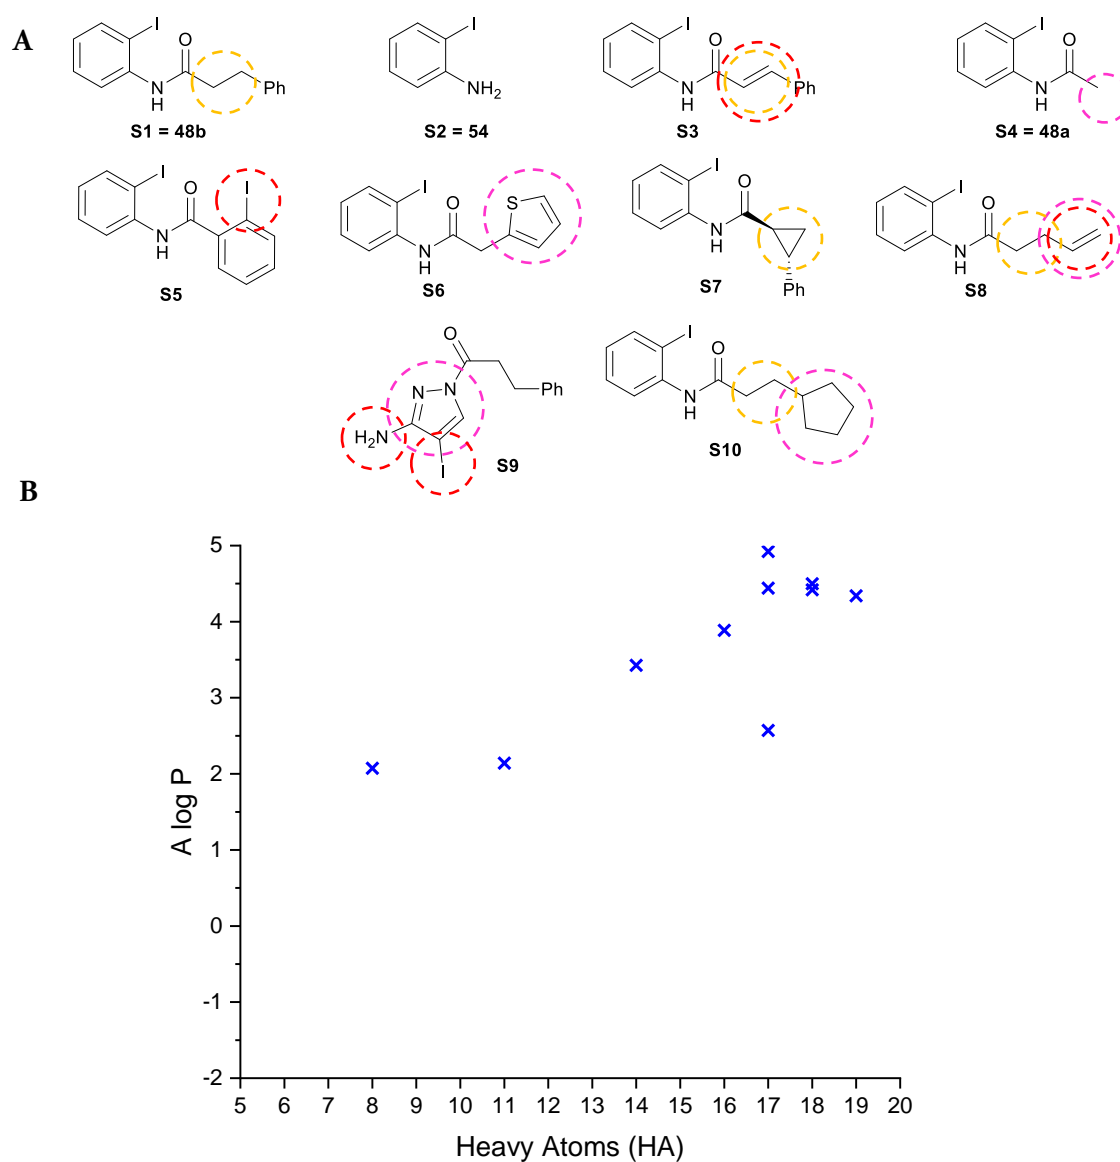 A
I
O
N
H
Ph
S1 = 48b
I
NH2
S2 = 54
I
O
N
H
Ph
S3
I
O
N
H
S4 = 48a
I
O
I
N
H
S5
I
O
S
N
H
S6
I
O
N
H
Ph
S7
I
O
N
H
S8
O
N
N
Ph
H2N
I
S9
I
O
N
H
S10
B
5
4
3
2
1
0
-1
-2
A log P
5 6 7 8 9 10 11 12 13 14 15 16 17 18 19 20
Heavy Atoms (HA)